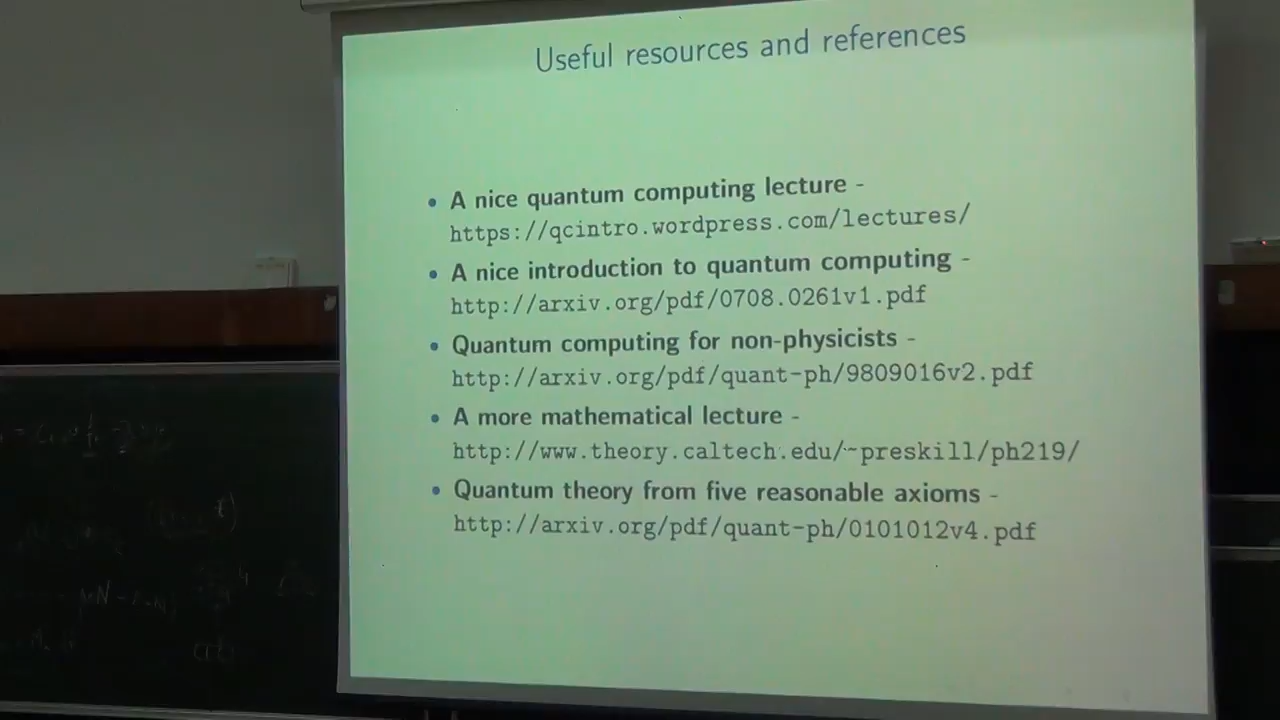 Useful resources and references
• A nice quantum computing lecture -
https://qcintro.wordpress.com/lectures/
• A nice introduction to quantum computing -
http://arxiv.org/pdf/0708.0261v1.pdf
• Quantum computing for non-physicists -
http://arxiv.org/pdf/quant-ph/9809016v2.pdf
• A more mathematical lecture -
http://www.theory.caltech.edu/~preskill/ph219/
• Quantum theory from five reasonable axioms -
http://arxiv.org/pdf/quant-ph/0101012v4.pdf